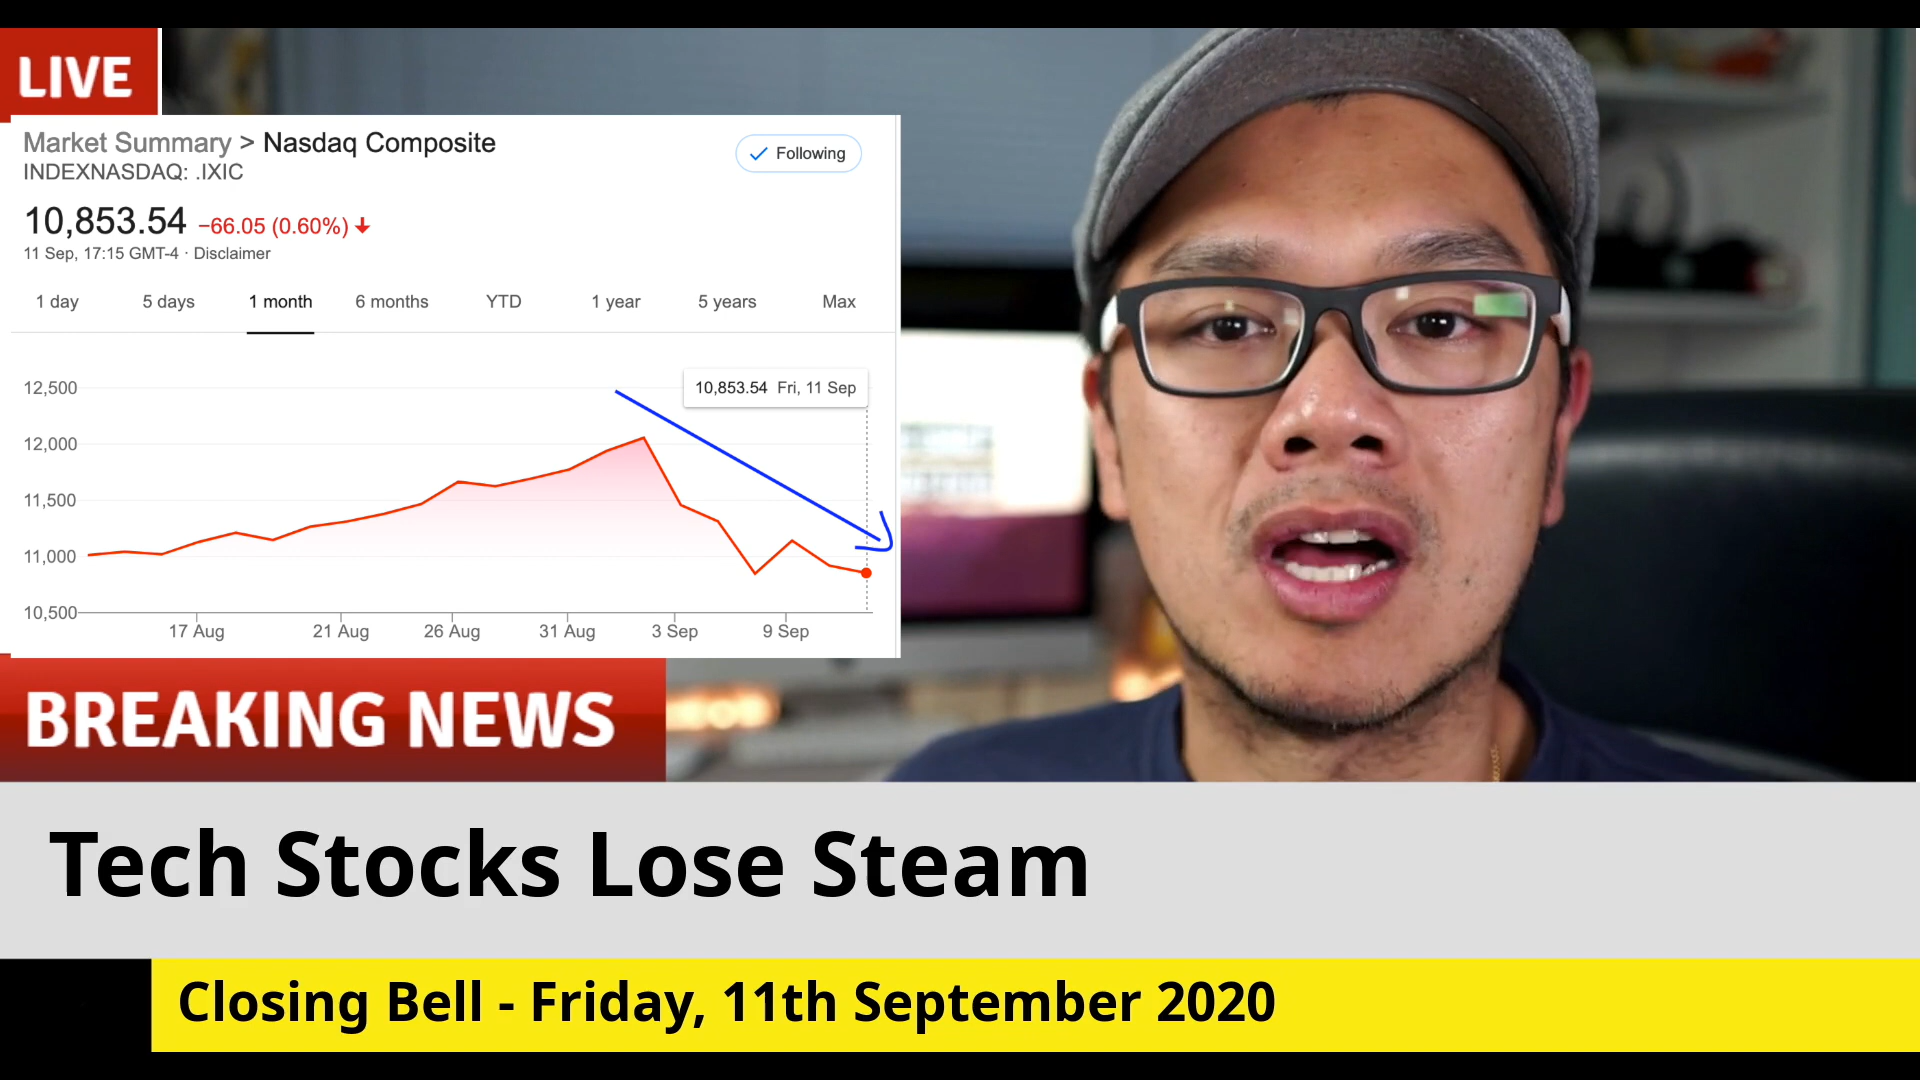 LIVE
Market Summary > Nasdaq Composite
Following
INDEXNASDAQ: .IXIC
10,853.54 −66.05 (0.60%)
11 Sep, 17:15 GMT-4 · Disclaimer
1 day 5 days 1 month 6 months YTD 1 year 5 years Max
10,853.54 Fri, 11 Sep
12,500
12,000
11,500
11,000
10,500
17 Aug 21 Aug 26 Aug 31 Aug 3 Sep 9 Sep
BREAKING NEWS
Tech Stocks Lose Steam
Closing Bell - Friday, 11th September 2020